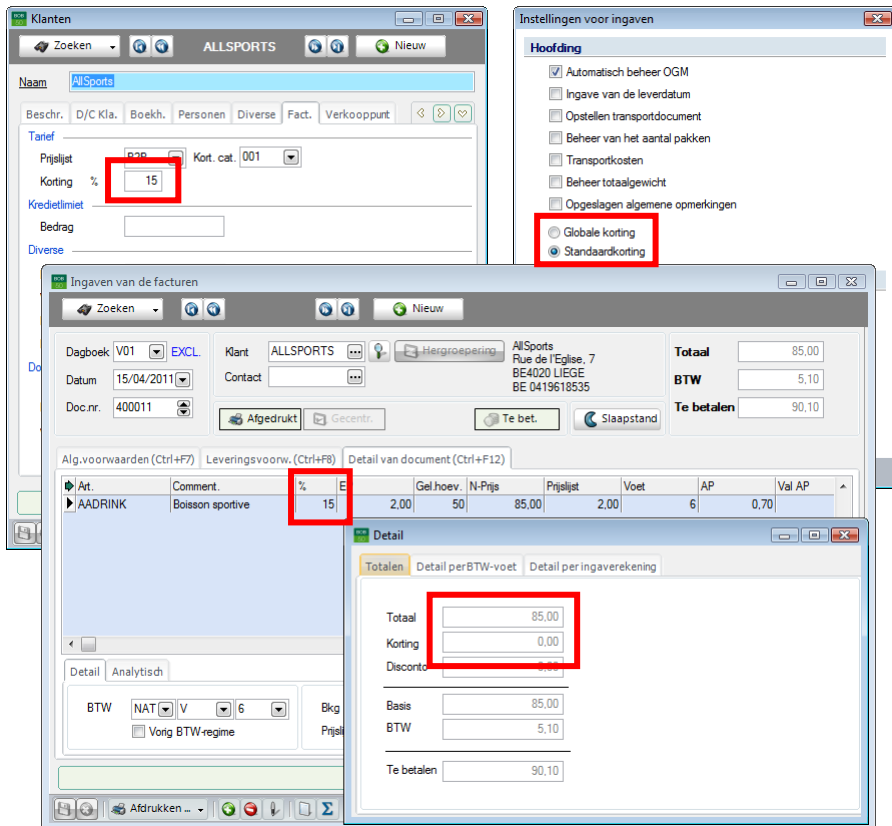 Klanten
Zoeken
ALLSPORTS
Nieuw
Naam
AllSports
Beschr. D/C Kla. Boekh. Personen Diverse Fact. Verkooppunt
Tarief
Prijslijst
B2B
Kort. cat. 001
Korting % 15
Kredietlimiet
Bedrag
Diverse
Instellingen voor ingaven
Hoofding
Automatisch beheer OGM
Ingave van de leverdatum
Opstellen transportdocument
Beheer van het aantal pakken
Transportkosten
Beheer totaalgewicht
Opgeslagen algemene opmerkingen
Globale korting
Standaardkorting
Ingaven van de facturen
Zoeken
Nieuw
Dagboek V01 EXCL.
Klant ALLSPORTS ...
Hergroepering
AllSports
Rue de l'Eglise, 7
BE4020 LIEGE
BE 0419618535
Totaal 85,00
Datum 15/04/2011
Contact ...
BTW 5,10
Doc.nr. 400011
Afgedrukt
Gecentr.
Te bet.
Slaapstand
Te betalen 90,10
Alg.voorwaarden (Ctrl+F7) Leveringsvoorw. (Ctrl+F8) Detail van document (Ctrl+F12)
Art. Comment. % E Gel.hoev. N-Prijs Prijslijst Voet AP Val AP
AADRINK Boisson sportive 15 2,00 50 85,00 2,00 6 0,70
Detail Analytisch
BTW NAT V 6
Bkg
Vorig BTW-regime
Prijsli
Afdrukken ...
Detail
Totalen Detail perBTW-voet Detail per ingaverekening
Totaal 85,00
Korting 0,00
Disconto
Basis 85,00
BTW 5,10
Te betalen 90,10